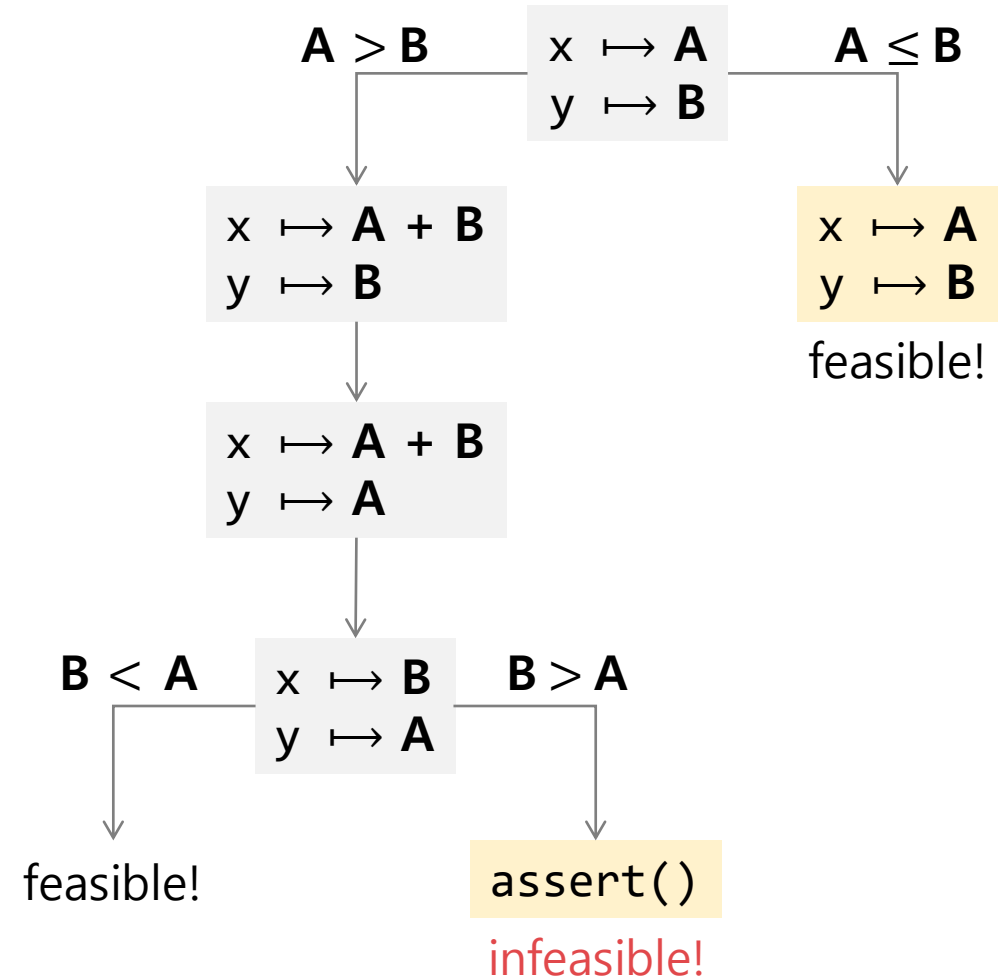 A > B
x ↦ A
y ↦ B
A ≤ B
x ↦ A + B
y ↦ B
x ↦ A
y ↦ B
feasible!
x ↦ A + B
y ↦ A
B < A
x ↦ B
y ↦ A
B > A
feasible!
assert()
infeasible!